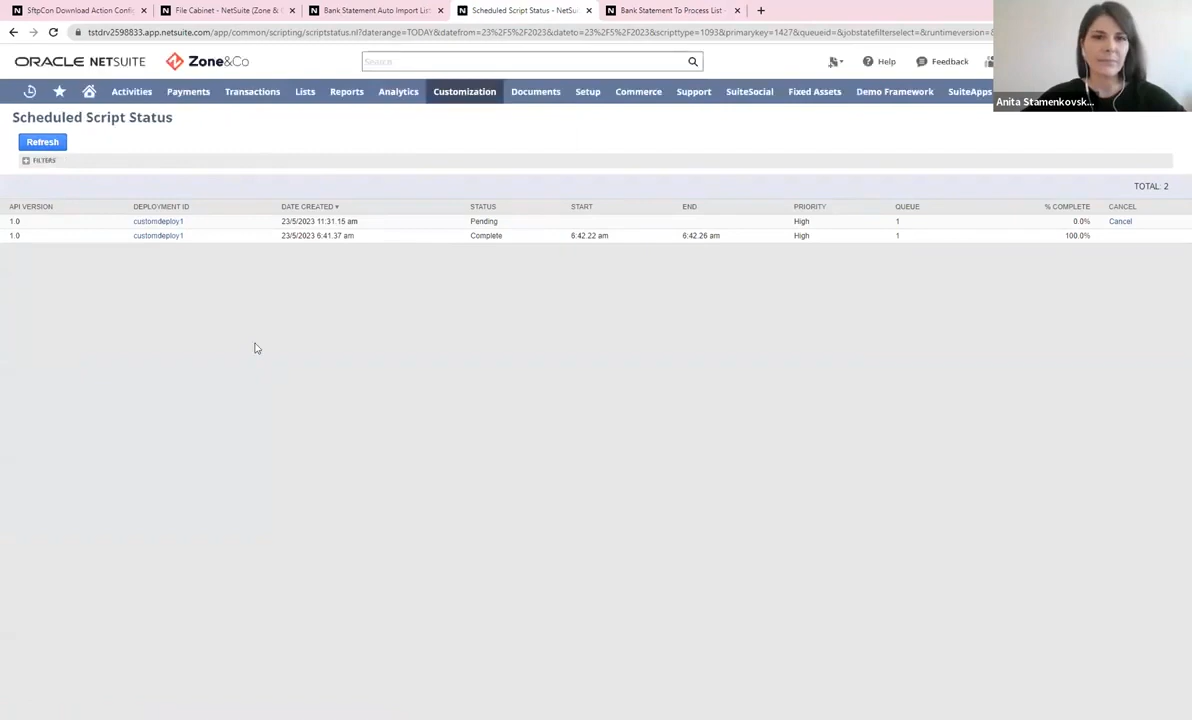 SftpCon Download Action Confi
File Cabinet - NetSuite (Zone & C
Bank Statement Auto Import List
Scheduled Script Status - NetSui
Bank Statement To Process List -
tstdrv2598833.app.netsuite.com/app/common/scripting/scriptstatus.nl?daterange=TODAY&datefrom=23%2F5%2F2023&dateto=23%2F5%2F2023&scripttype=1093&primarykey=1427&queueid=&jobstatefilterselect=&runtimeversion=&
ORACLE NETSUITE Zone&Co Search Help Feedback
Activities Payments Transactions Lists Reports Analytics Customization Documents Setup Commerce Support SuiteSocial Fixed Assets Demo Framework SuiteApps
Anita Stamenkovsk...
Scheduled Script Status
Refresh
FILTERS
TOTAL: 2
API VERSION DEPLOYMENT ID DATE CREATED ▼ STATUS START END PRIORITY QUEUE % COMPLETE CANCEL
1.0 customdeploy1 23/5/2023 11.31.15 am Pending High 1 0.0% Cancel
1.0 customdeploy1 23/5/2023 6:41.37 am Complete 6:42.22 am 6:42.26 am High 1 100.0%